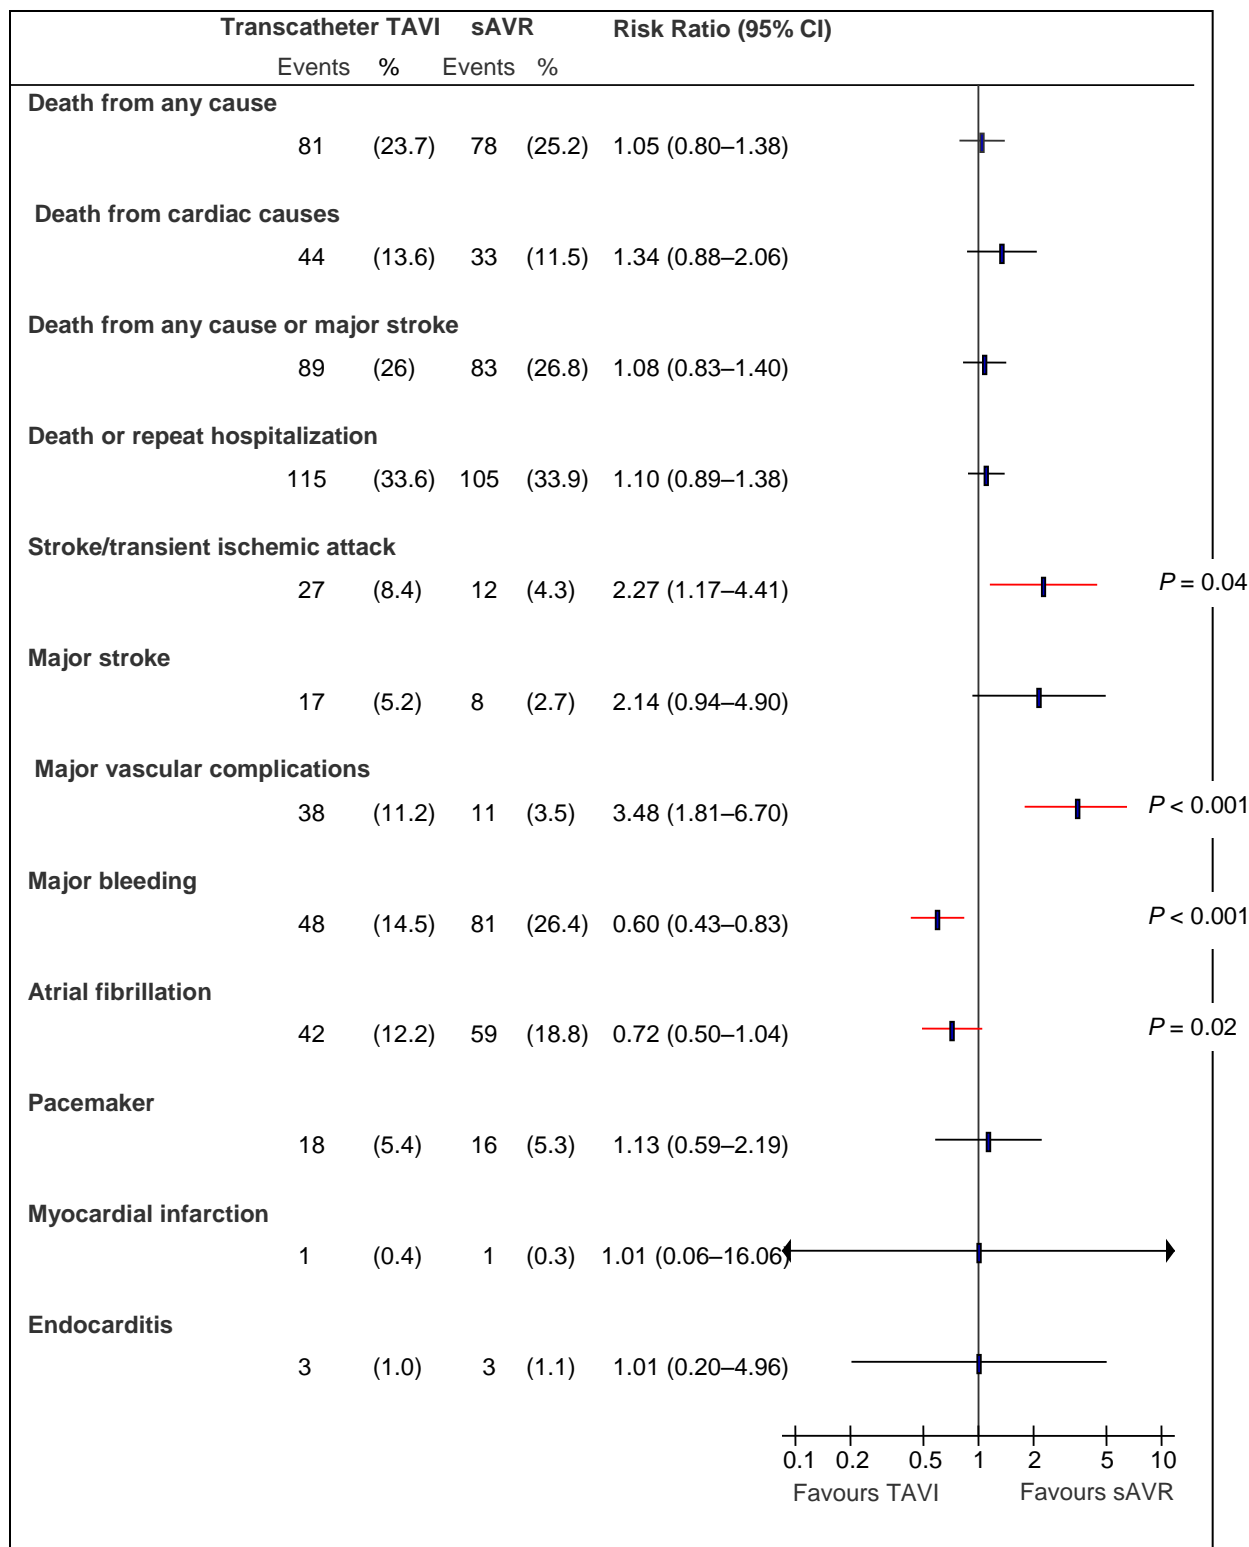 Transcatheter TAVI sAVR Risk Ratio (95% CI)
Events % Events %
Death from any cause
81 (23.7) 78 (25.2) 1.05 (0.80–1.38)
Death from cardiac causes
44 (13.6) 33 (11.5) 1.34 (0.88–2.06)
Death from any cause or major stroke
89 (26) 83 (26.8) 1.08 (0.83–1.40)
Death or repeat hospitalization
115 (33.6) 105 (33.9) 1.10 (0.89–1.38)
Stroke/transient ischemic attack
27 (8.4) 12 (4.3) 2.27 (1.17–4.41) P = 0.04
Major stroke
17 (5.2) 8 (2.7) 2.14 (0.94–4.90)
Major vascular complications
38 (11.2) 11 (3.5) 3.48 (1.81–6.70) P < 0.001
Major bleeding
48 (14.5) 81 (26.4) 0.60 (0.43–0.83) P < 0.001
Atrial fibrillation
42 (12.2) 59 (18.8) 0.72 (0.50–1.04) P = 0.02
Pacemaker
18 (5.4) 16 (5.3) 1.13 (0.59–2.19)
Myocardial infarction
1 (0.4) 1 (0.3) 1.01 (0.06–16.06)
Endocarditis
3 (1.0) 3 (1.1) 1.01 (0.20–4.96)
0.1 0.2 0.5 1 2 5 10
Favours TAVI Favours sAVR